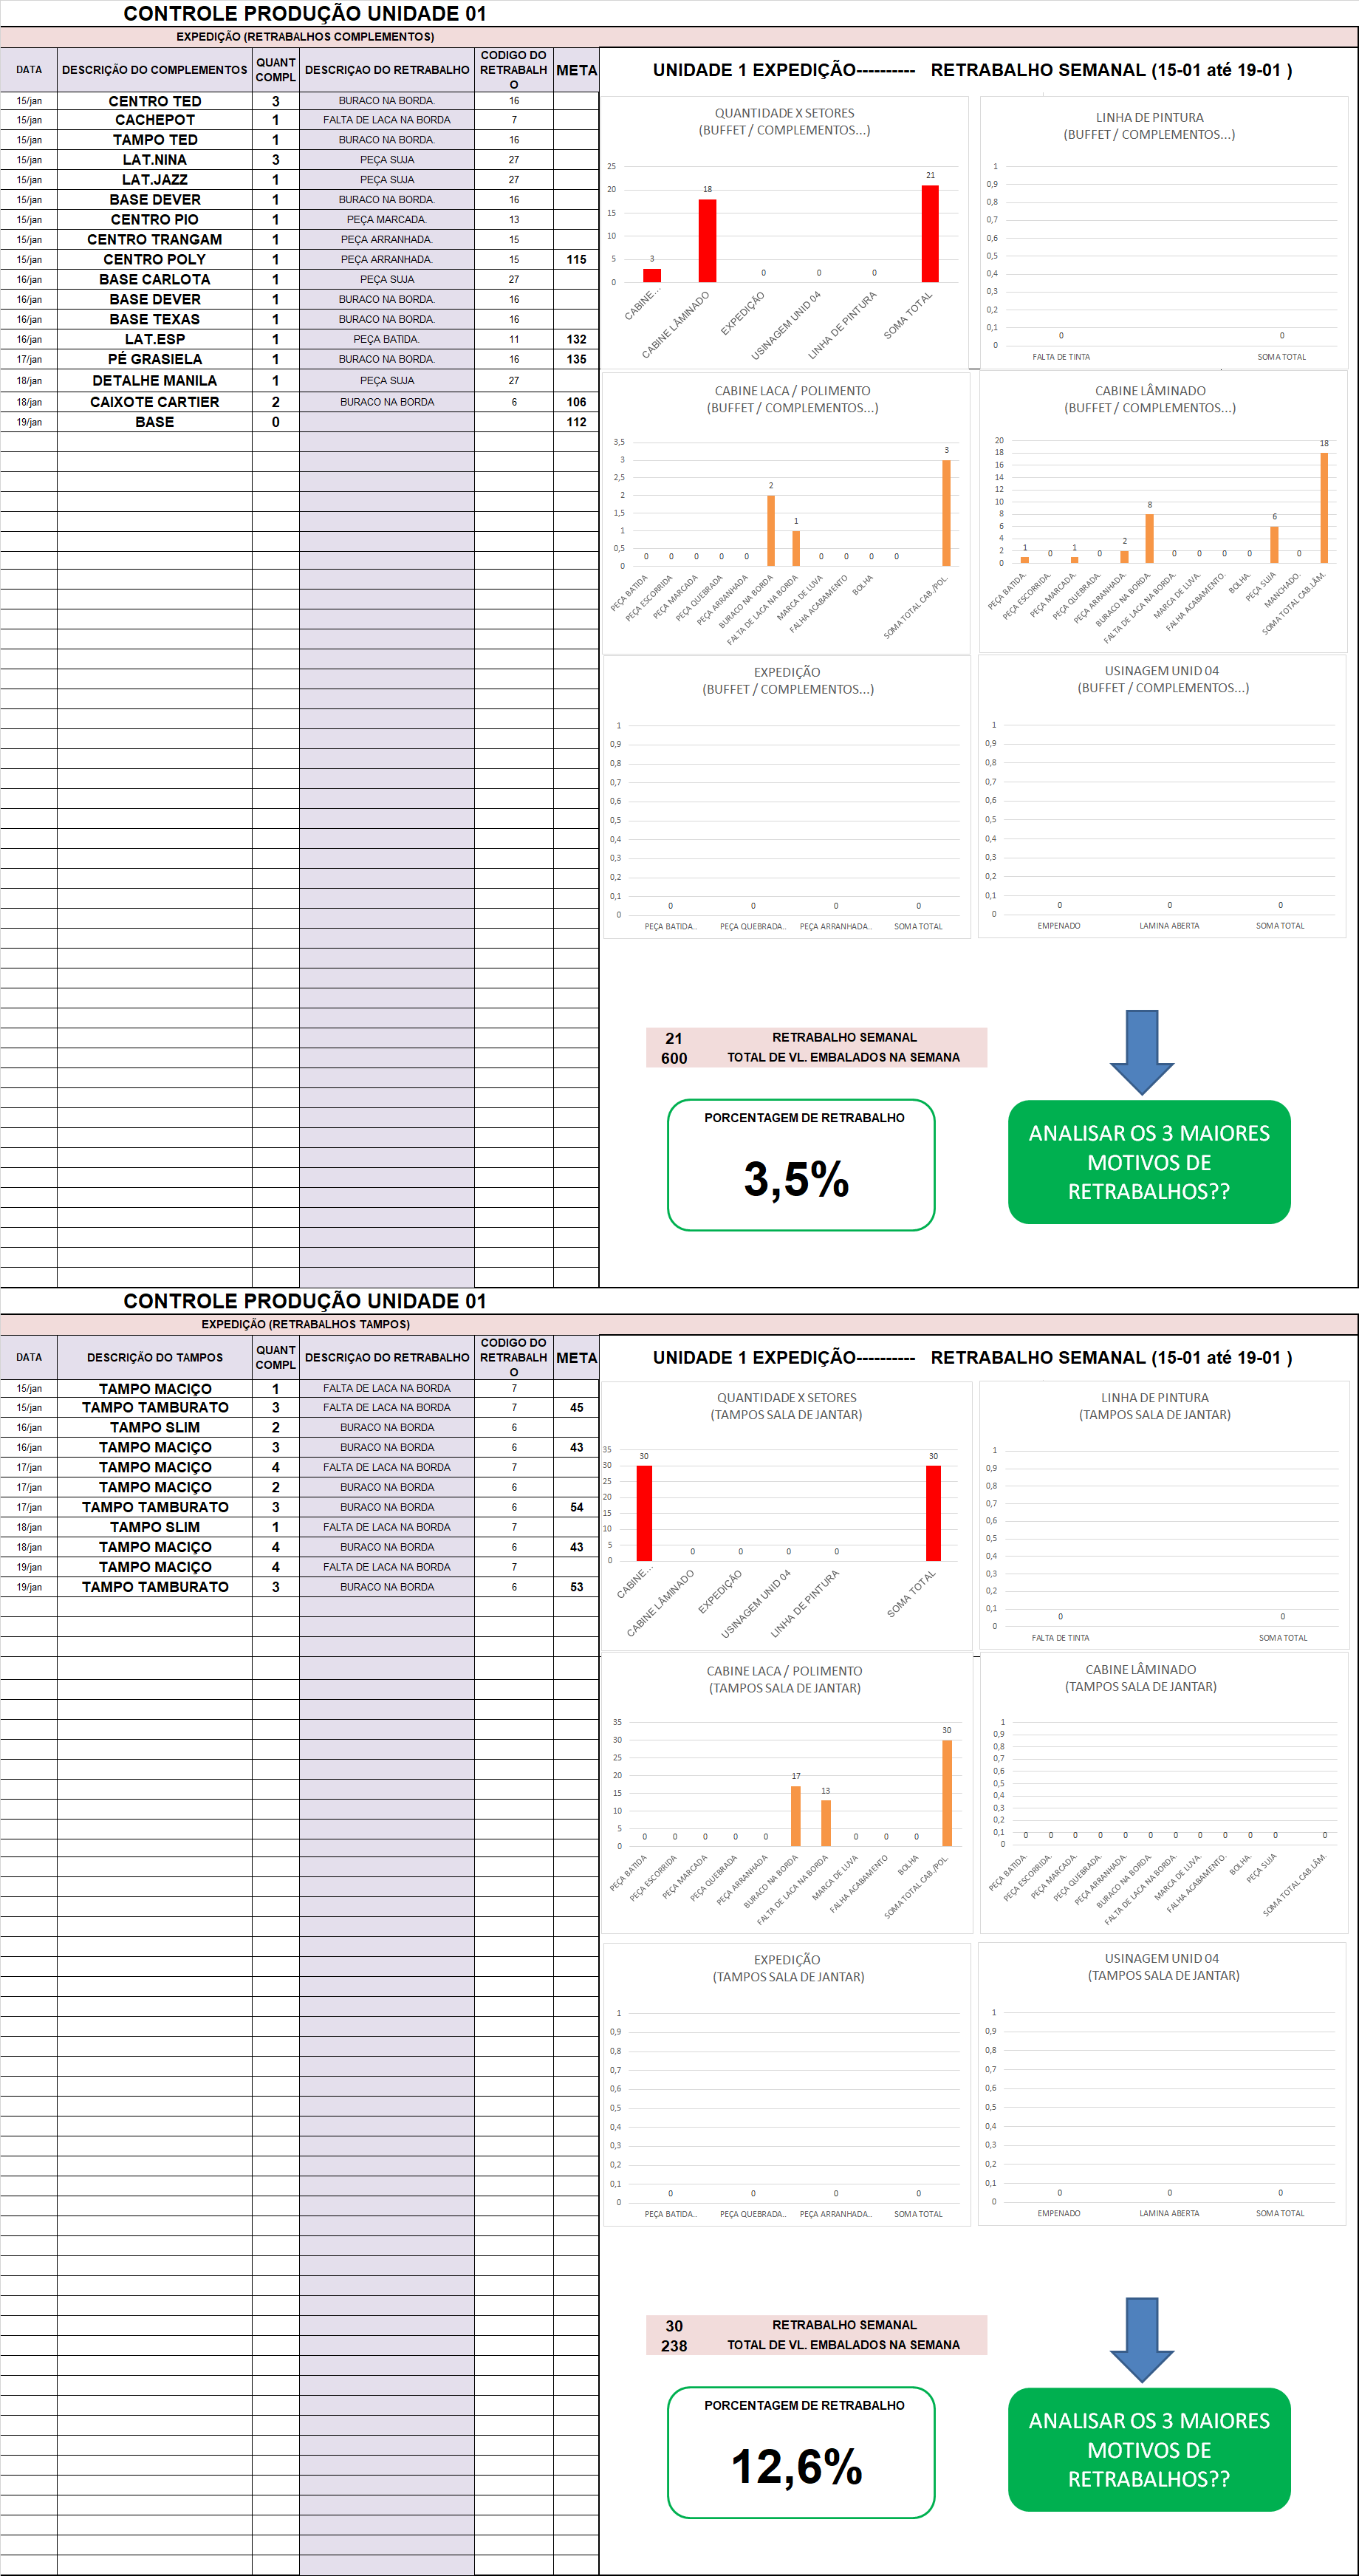 CONTROLE PRODUÇÃO UNIDADE 01
EXPEDIÇÃO (RETRABALHOS COMPLEMENTOS)
DATA DESCRIÇÃO DO COMPLEMENTOS QUANT COMPL DESCRIÇAO DO RETRABALHO CODIGO DO RETRABALHO META
15/jan CENTRO TED 3 BURACO NA BORDA. 16
15/jan CACHEPOT 1 FALTA DE LACA NA BORDA 7
15/jan TAMPO TED 1 BURACO NA BORDA. 16
15/jan LAT.NINA 3 PEÇA SUJA 27
15/jan LAT.JAZZ 1 PEÇA SUJA 27
15/jan BASE DEVER 1 BURACO NA BORDA. 16
15/jan CENTRO PIO 1 PEÇA MARCADA. 13
15/jan CENTRO TRANGAM 1 PEÇA ARRANHADA. 15
15/jan CENTRO POLY 1 PEÇA ARRANHADA. 15 115
16/jan BASE CARLOTA 1 PEÇA SUJA 27
16/jan BASE DEVER 1 BURACO NA BORDA. 16
16/jan BASE TEXAS 1 BURACO NA BORDA. 16
16/jan LAT.ESP 1 PEÇA BATIDA. 11 132
17/jan PÉ GRASIELA 1 BURACO NA BORDA. 16 135
18/jan DETALHE MANILA 1 PEÇA SUJA 27
18/jan CAIXOTE CARTIER 2 BURACO NA BORDA 6 106
19/jan BASE 0 112
UNIDADE 1 EXPEDIÇÃO---------- RETRABALHO SEMANAL (15-01 até 19-01 )
QUANTIDADE X SETORES
(BUFFET / COMPLEMENTOS...)
25
20
15
10
5
0
3 18 0 0 0 21
CABINE... CABINE LÂMINADO EXPEDIÇÃO USINAGEM UNID 04 LINHA DE PINTURA SOMA TOTAL
LINHA DE PINTURA
(BUFFET / COMPLEMENTOS...)
1
0,9
0,8
0,7
0,6
0,5
0,4
0,3
0,2
0,1
0
0 0
FALTA DE TINTA SOMA TOTAL
CABINE LACA / POLIMENTO
(BUFFET / COMPLEMENTOS...)
3,5
3
2,5
2
1,5
1
0,5
0
0 0 0 0 0 2 1 0 0 0 0 3
PEÇA BATIDA PEÇA ESCORRIDA PEÇA MARCADA PEÇA QUEBRADA PEÇA ARRANHADA BURACO NA BORDA FALTA DE LACA NA BORDA MARCA DE LUVA FALHA ACABAMENTO BOLHA SOMA TOTAL CAB./POL.
CABINE LÂMINADO
(BUFFET / COMPLEMENTOS...)
20
18
16
14
12
10
8
6
4
2
0
1 0 1 0 2 8 0 0 0 0 6 0 18
PEÇA BATIDA. PEÇA ESCORRIDA. PEÇA MARCADA. PEÇA QUEBRADA. PEÇA ARRANHADA. BURACO NA BORDA. FALTA DE LACA NA BORDA. MARCA DE LUVA. FALHA ACABAMENTO. BOLHA. PEÇA SUJA MANCHADO. SOMA TOTAL CAB.LÂM.
EXPEDIÇÃO
(BUFFET / COMPLEMENTOS...)
1
0,9
0,8
0,7
0,6
0,5
0,4
0,3
0,2
0,1
0
0 0 0 0
PEÇA BATIDA.. PEÇA QUEBRADA.. PEÇA ARRANHADA.. SOMA TOTAL
USINAGEM UNID 04
(BUFFET / COMPLEMENTOS...)
1
0,9
0,8
0,7
0,6
0,5
0,4
0,3
0,2
0,1
0
0 0 0
EMPENADO LAMINA ABERTA SOMA TOTAL
21 RETRABALHO SEMANAL
600 TOTAL DE VL. EMBALADOS NA SEMANA
PORCENTAGEM DE RETRABALHO
3,5%
ANALISAR OS 3 MAIORES
MOTIVOS DE
RETRABALHOS??
CONTROLE PRODUÇÃO UNIDADE 01
EXPEDIÇÃO (RETRABALHOS TAMPOS)
DATA DESCRIÇÃO DO TAMPOS QUANT COMPL DESCRIÇAO DO RETRABALHO CODIGO DO RETRABALHO META
15/jan TAMPO MACIÇO 1 FALTA DE LACA NA BORDA 7
15/jan TAMPO TAMBURATO 3 FALTA DE LACA NA BORDA 7 45
16/jan TAMPO SLIM 2 BURACO NA BORDA 6
16/jan TAMPO MACIÇO 3 BURACO NA BORDA 6 43
17/jan TAMPO MACIÇO 4 FALTA DE LACA NA BORDA 7
17/jan TAMPO MACIÇO 2 BURACO NA BORDA 6
17/jan TAMPO TAMBURATO 3 BURACO NA BORDA 6 54
18/jan TAMPO SLIM 1 FALTA DE LACA NA BORDA 7
18/jan TAMPO MACIÇO 4 BURACO NA BORDA 6 43
19/jan TAMPO MACIÇO 4 FALTA DE LACA NA BORDA 7
19/jan TAMPO TAMBURATO 3 BURACO NA BORDA 6 53
UNIDADE 1 EXPEDIÇÃO---------- RETRABALHO SEMANAL (15-01 até 19-01 )
QUANTIDADE X SETORES
(TAMPOS SALA DE JANTAR)
35
30
25
20
15
10
5
0
30 0 0 0 0 30
CABINE... CABINE LÂMINADO EXPEDIÇÃO USINAGEM UNID 04 LINHA DE PINTURA SOMA TOTAL
LINHA DE PINTURA
(TAMPOS SALA DE JANTAR)
1
0,9
0,8
0,7
0,6
0,5
0,4
0,3
0,2
0,1
0
0 0
FALTA DE TINTA SOMA TOTAL
CABINE LACA / POLIMENTO
(TAMPOS SALA DE JANTAR)
35
30
25
20
15
10
5
0
0 0 0 0 0 17 13 0 0 0 30
PEÇA BATIDA PEÇA ESCORRIDA PEÇA MARCADA PEÇA QUEBRADA PEÇA ARRANHADA BURACO NA BORDA FALTA DE LACA NA BORDA MARCA DE LUVA FALHA ACABAMENTO BOLHA SOMA TOTAL CAB./POL.
CABINE LÂMINADO
(TAMPOS SALA DE JANTAR)
1
0,9
0,8
0,7
0,6
0,5
0,4
0,3
0,2
0,1
0
0 0 0 0 0 0 0 0 0 0 0 0
PEÇA BATIDA. PEÇA ESCORRIDA. PEÇA MARCADA. PEÇA QUEBRADA. PEÇA ARRANHADA. BURACO NA BORDA. FALTA DE LACA NA BORDA. MARCA DE LUVA. FALHA ACABAMENTO. BOLHA. PEÇA SUJA SOMA TOTAL CAB.LÂM.
EXPEDIÇÃO
(TAMPOS SALA DE JANTAR)
1
0,9
0,8
0,7
0,6
0,5
0,4
0,3
0,2
0,1
0
0 0 0 0
PEÇA BATIDA.. PEÇA QUEBRADA.. PEÇA ARRANHADA.. SOMA TOTAL
USINAGEM UNID 04
(TAMPOS SALA DE JANTAR)
1
0,9
0,8
0,7
0,6
0,5
0,4
0,3
0,2
0,1
0
0 0 0
EMPENADO LAMINA ABERTA SOMA TOTAL
30 RETRABALHO SEMANAL
238 TOTAL DE VL. EMBALADOS NA SEMANA
PORCENTAGEM DE RETRABALHO
12,6%
ANALISAR OS 3 MAIORES
MOTIVOS DE
RETRABALHOS??